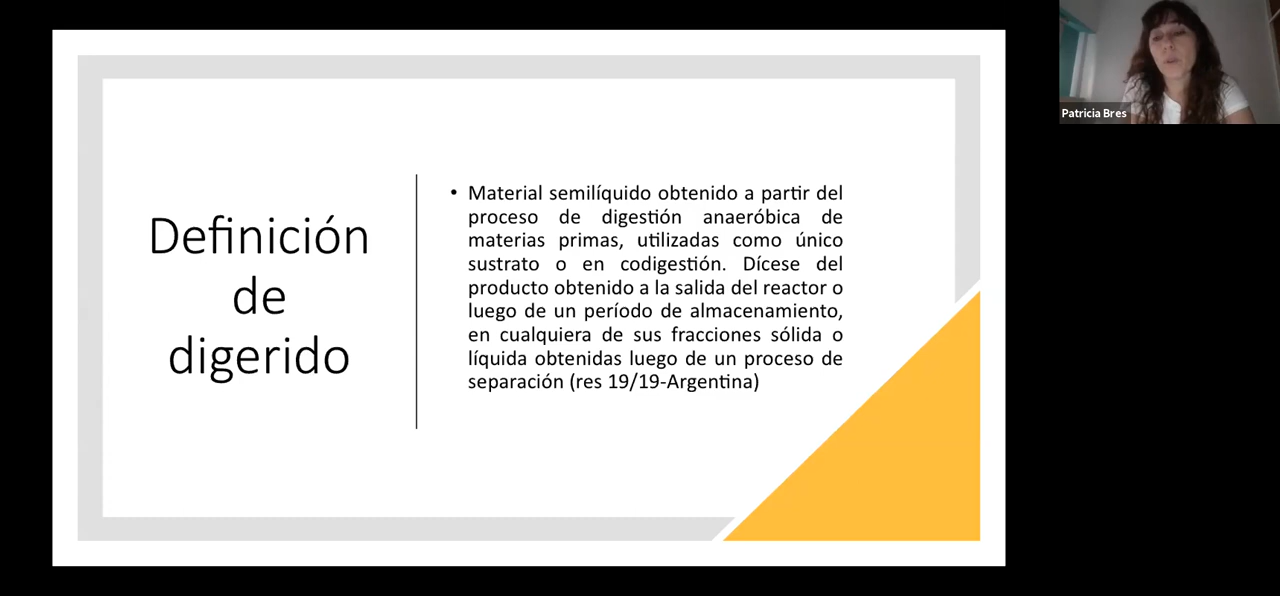 Definición
de
digerido
• Material semilíquido obtenido a partir del
proceso de digestión anaeróbica de
materias primas, utilizadas como único
sustrato o en codigestión. Dícese del
producto obtenido a la salida del reactor o
luego de un período de almacenamiento,
en cualquiera de sus fracciones sólida o
líquida obtenidas luego de un proceso de
separación (res 19/19-Argentina)
Patricia Bres